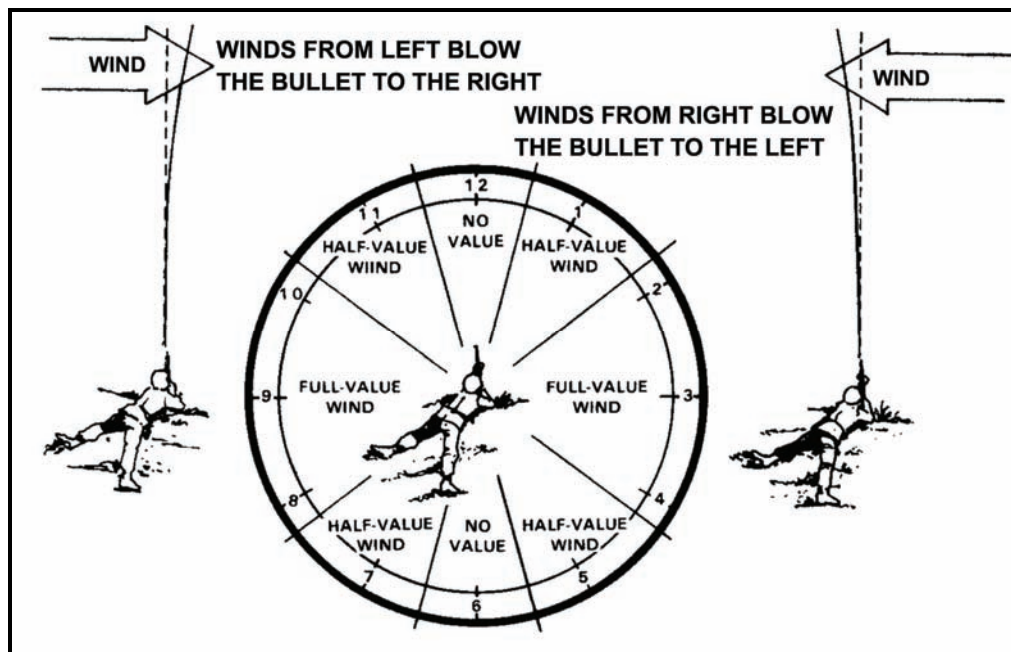 WIND
WINDS FROM LEFT BLOW
THE BULLET TO THE RIGHT
WIND
WINDS FROM RIGHT BLOW
THE BULLET TO THE LEFT
12
11
1
NO
VALUE
HALF-VALUE
WIIND
HALF-VALUE
WIND
10
2
FULL-VALUE
WIND
FULL-VALUE
WIND
9
3
8
4
HALF-VALUE
WIND
NO
VALUE
HALF-VALUE
WIND
7
5
6